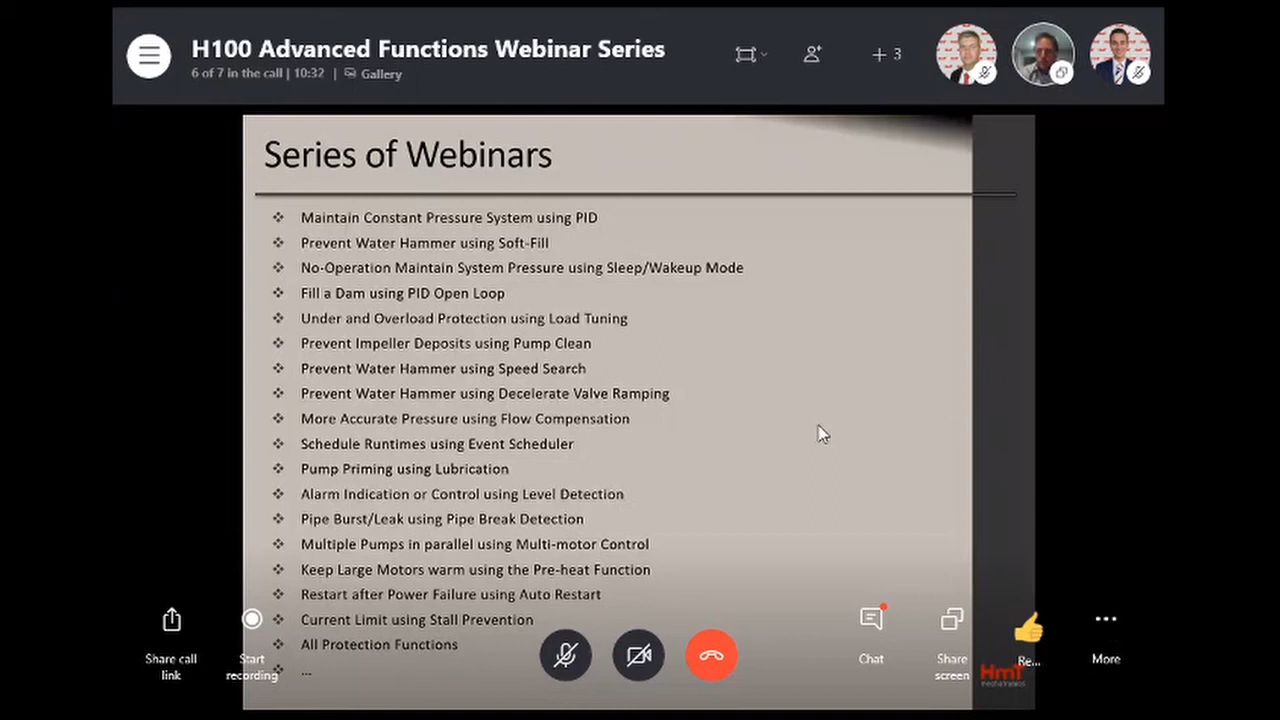 H100 Advanced Functions Webinar Series
6 of 7 in the call | 10:32 | Gallery
+ 3
Series of Webinars
Maintain Constant Pressure System using PID
Prevent Water Hammer using Soft-Fill
No-Operation Maintain System Pressure using Sleep/Wakeup Mode
Fill a Dam using PID Open Loop
Under and Overload Protection using Load Tuning
Prevent Impeller Deposits using Pump Clean
Prevent Water Hammer using Speed Search
Prevent Water Hammer using Decelerate Valve Ramping
More Accurate Pressure using Flow Compensation
Schedule Runtimes using Event Scheduler
Pump Priming using Lubrication
Alarm Indication or Control using Level Detection
Pipe Burst/Leak using Pipe Break Detection
Multiple Pumps in parallel using Multi-motor Control
Keep Large Motors warm using the Pre-heat Function
Restart after Power Failure using Auto Restart
Current Limit using Stall Prevention
All Protection Functions
...
Share call
link
Start
recording
Chat
Share
screen
Re...
More
HmT
mechatronics